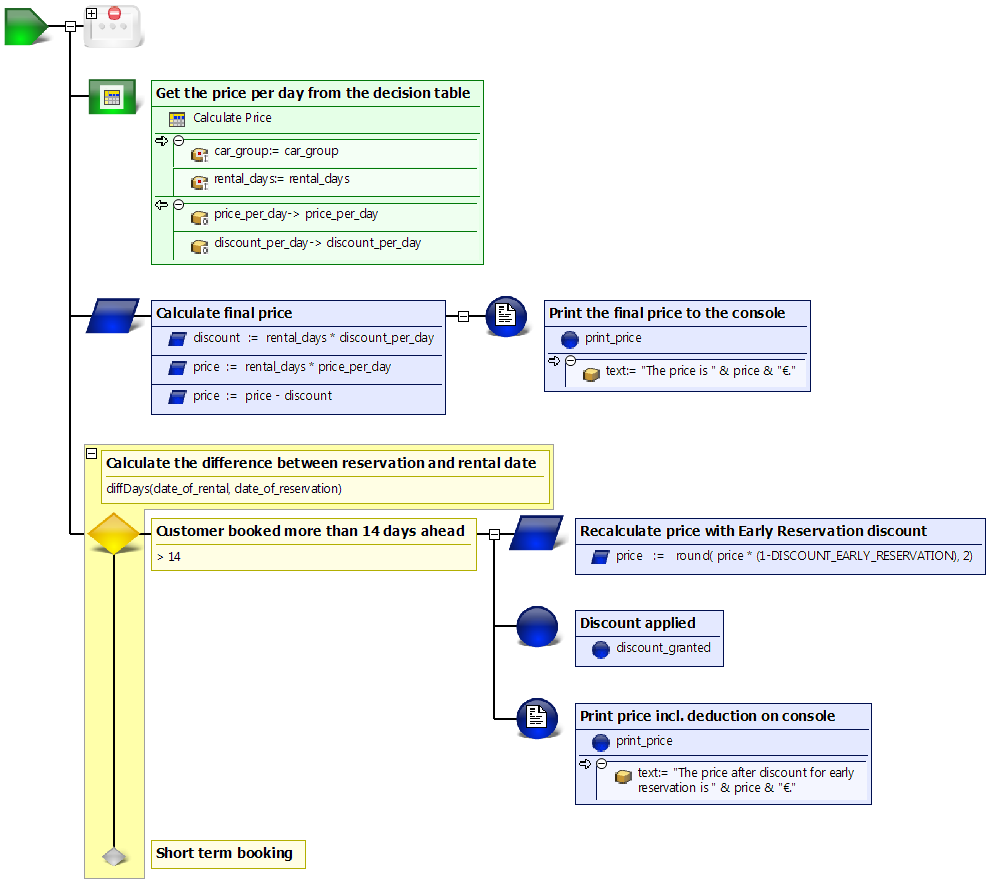 Get the price per day from the decision table
Calculate Price
car_group:= car_group
rental_days:= rental_days
price_per_day-> price_per_day
discount_per_day-> discount_per_day
Calculate final price
discount := rental_days * discount_per_day
price := rental_days * price_per_day
price := price - discount
Print the final price to the console
print_price
text:= "The price is " & price & "€."
Calculate the difference between reservation and rental date
diffDays(date_of_rental, date_of_reservation)
Customer booked more than 14 days ahead
> 14
Recalculate price with Early Reservation discount
price := round( price * (1-DISCOUNT_EARLY_RESERVATION), 2)
Discount applied
discount_granted
Print price incl. deduction on console
print_price
text:= "The price after discount for early
reservation is " & price & "€."
Short term booking